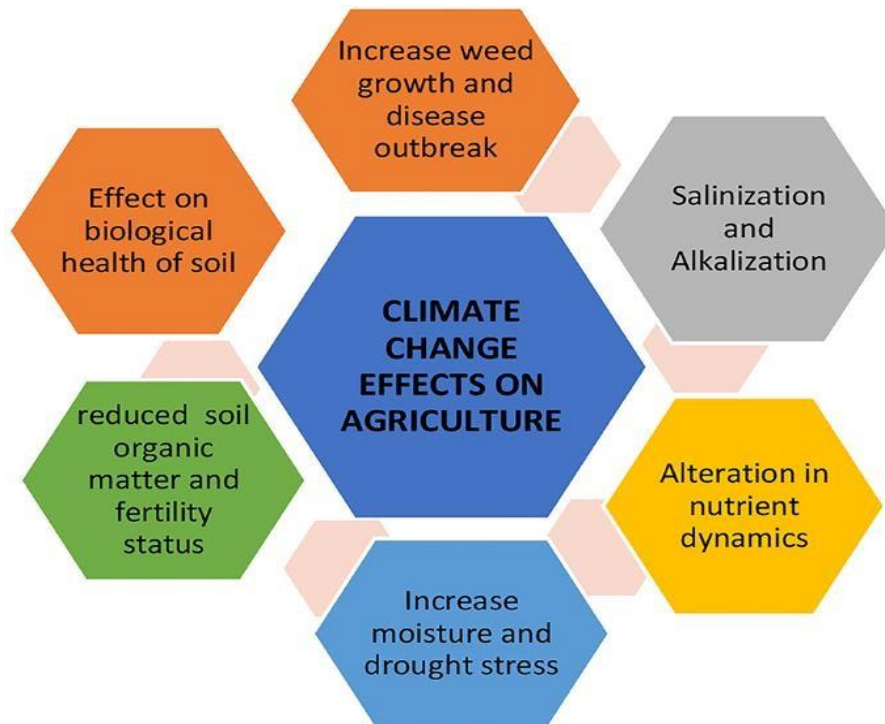 CLIMATE
CHANGE
EFFECTS ON
AGRICULTURE
Increase weed
growth and
disease
outbreak
Salinization
and
Alkalization
Alteration in
nutrient
dynamics
Increase
moisture and
drought stress
reduced soil
organic
matter and
fertility
status
Effect on
biological
health of soil